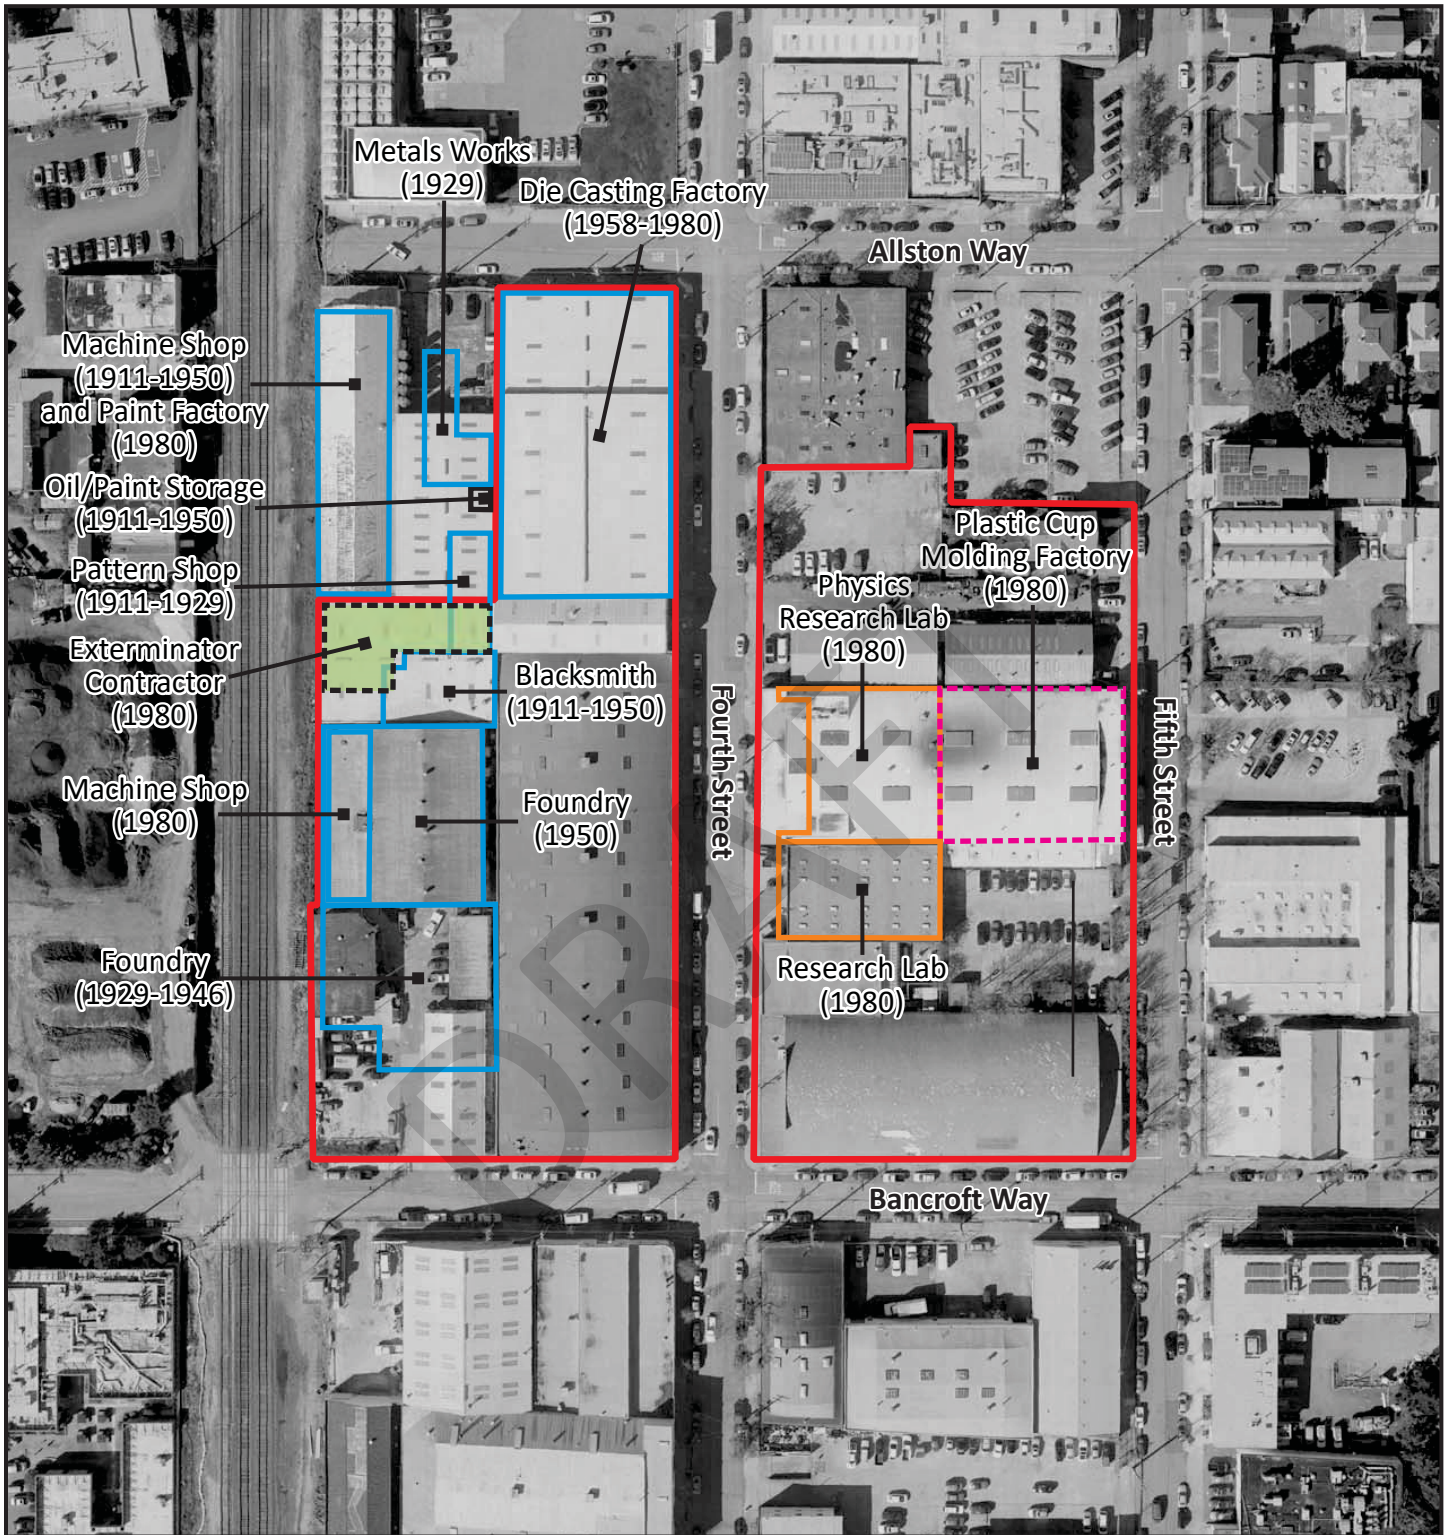 Metals Works
(1929)
Die Casting Factory
(1958-1980)
Allston Way
Machine Shop
(1911-1950)
and Paint Factory
(1980)
Oil/Paint Storage
(1911-1950)
Pattern Shop
(1911-1929)
Exterminator
Contractor
(1980)
Blacksmith
(1911-1950)
Machine Shop
(1980)
Foundry
(1950)
Foundry
(1929-1946)
Fourth Street
Plastic Cup
Molding Factory
(1980)
Physics
Research Lab
(1980)
Research Lab
(1980)
Fifth Street
Bancroft Way
DRAFT